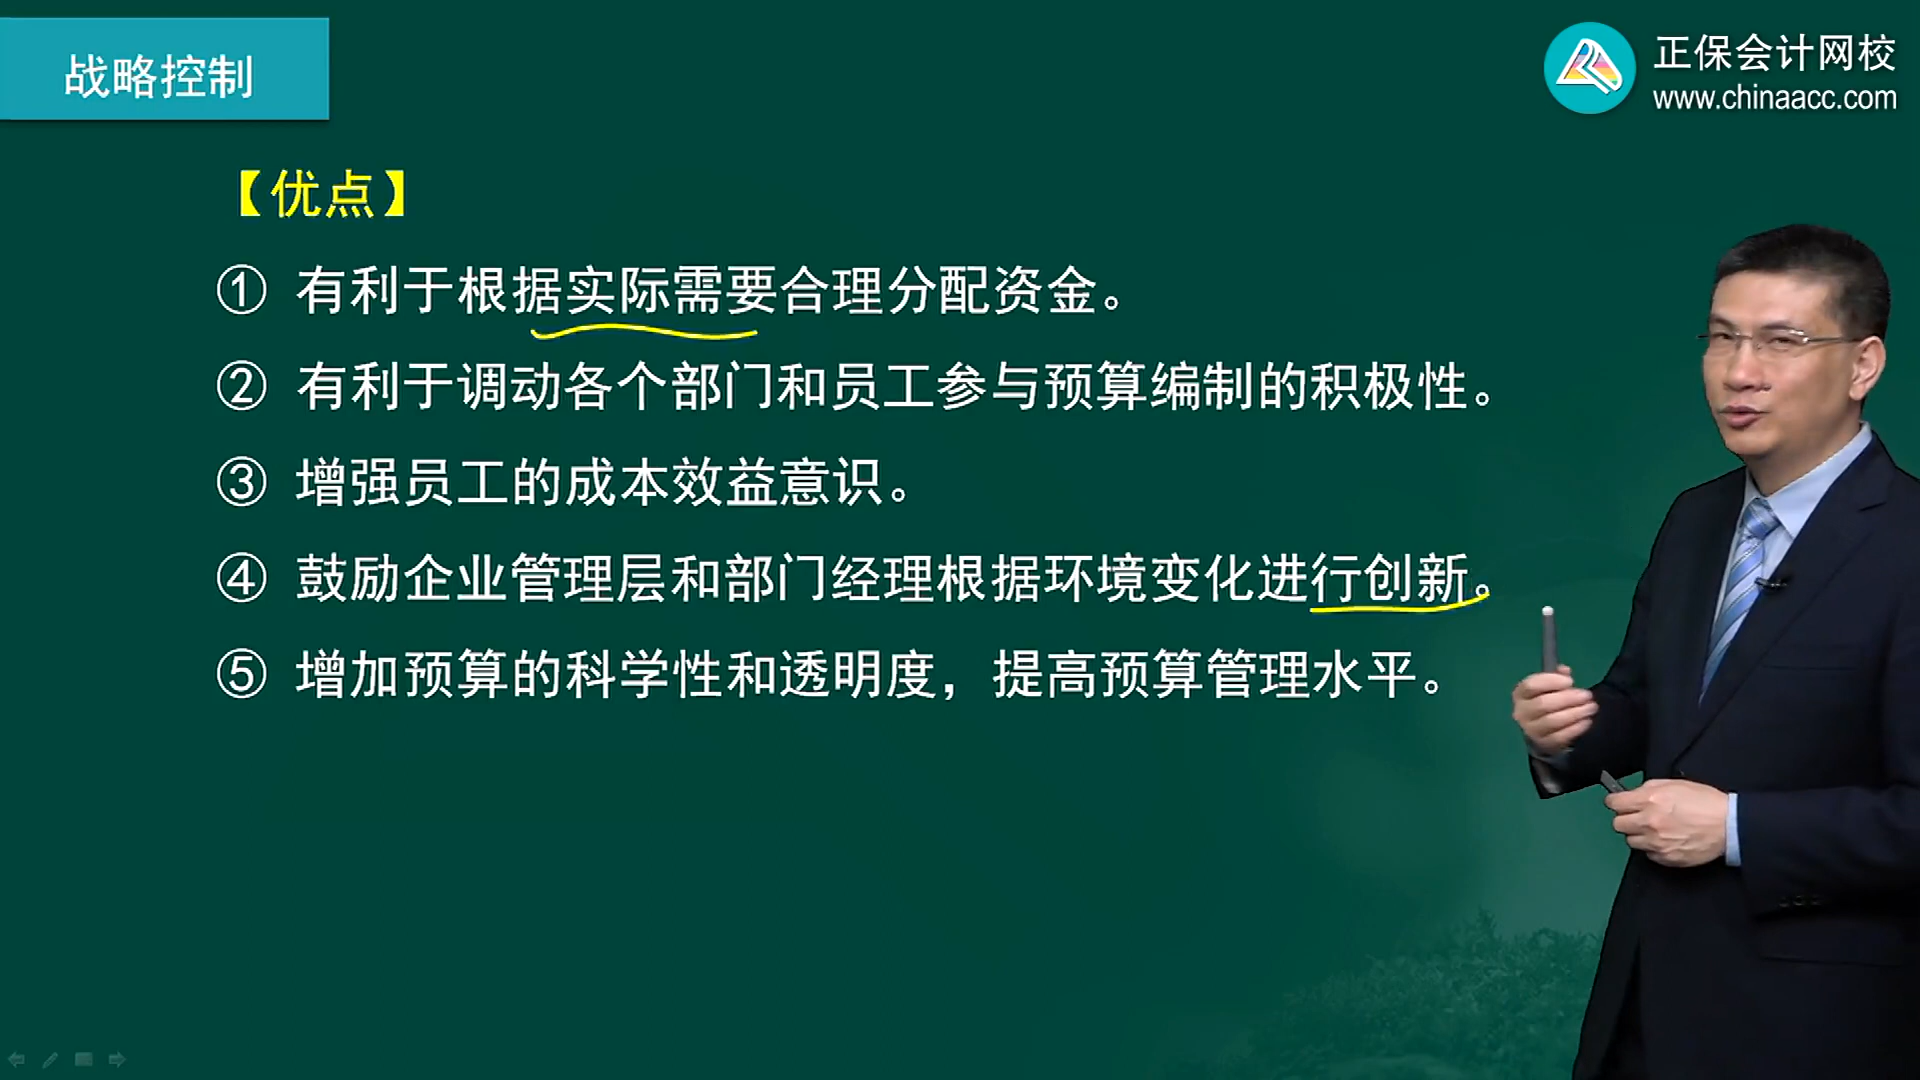 战略控制
正保会计网校
www.chinaacc.com
【优点】
① 有利于根据实际需要合理分配资金。
② 有利于调动各个部门和员工参与预算编制的积极性。
③ 增强员工的成本效益意识。
④ 鼓励企业管理层和部门经理根据环境变化进行创新。
⑤ 增加预算的科学性和透明度，提高预算管理水平。